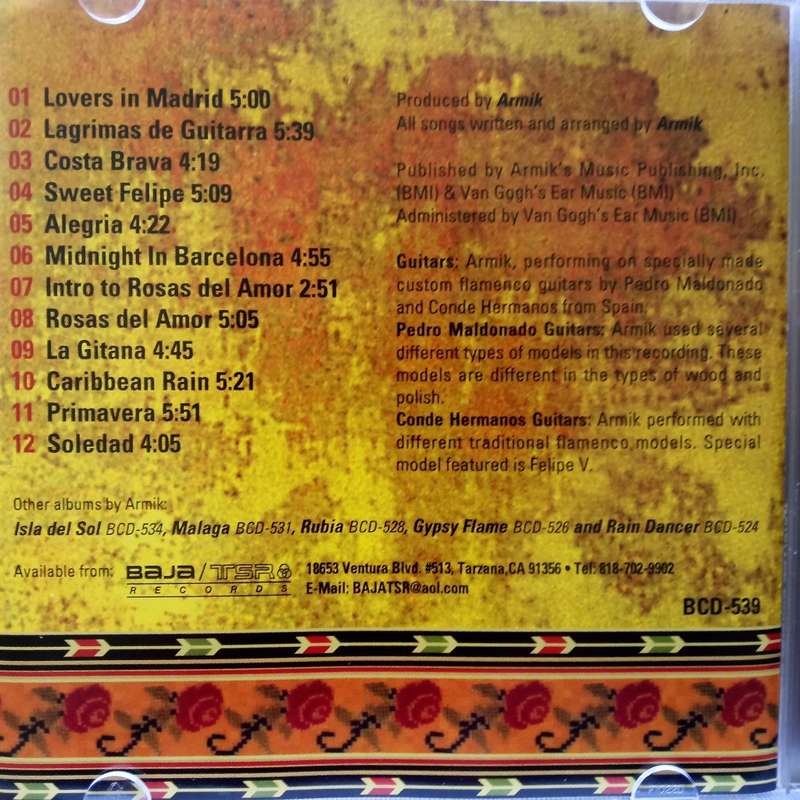 01 Lovers in Madrid 5:00
02 Lagrimas de Guitarra 5:39
03 Costa Brava 4:19
04 Sweet Felipe 5:09
05 Alegria 4:22
06 Midnight In Barcelona 4:55
07 Intro to Rosas del Amor 2:51
08 Rosas del Amor 5:05
09 La Gitana 4:45
10 Caribbean Rain 5:21
11 Primavera 5:51
12 Soledad 4:05
Produced by Armik
All songs written and arranged by Armik
Published by Armik's Music Publishing, Inc.
(BMI) & Van Gogh's Ear Music (BMI)
Administered by Van Gogh's Ear Music (BMI)
Guitars: Armik, performing on specially made
custom flamenco guitars by Pedro Maldonado
and Conde Hermanos from Spain.
Pedro Maldonado Guitars: Armik used several
different types of models in this recording. These
models are different in the types of wood and
polish.
Conde Hermanos Guitars: Armik performed with
different traditional flamenco models. Special
model featured is Felipe V.
Other albums by Armik:
Isla del Sol BCD-534, Malaga BCD-531, Rubia BCD-528, Gypsy Flame BCD-526 and Rain Dancer BCD-524
Available from: BAJA/TSR RECORDS
18653 Ventura Blvd. #513, Tarzana,CA 91356 • Tel: 818-702-9902
E-Mail: BAJATSR@aol.com
BCD-539